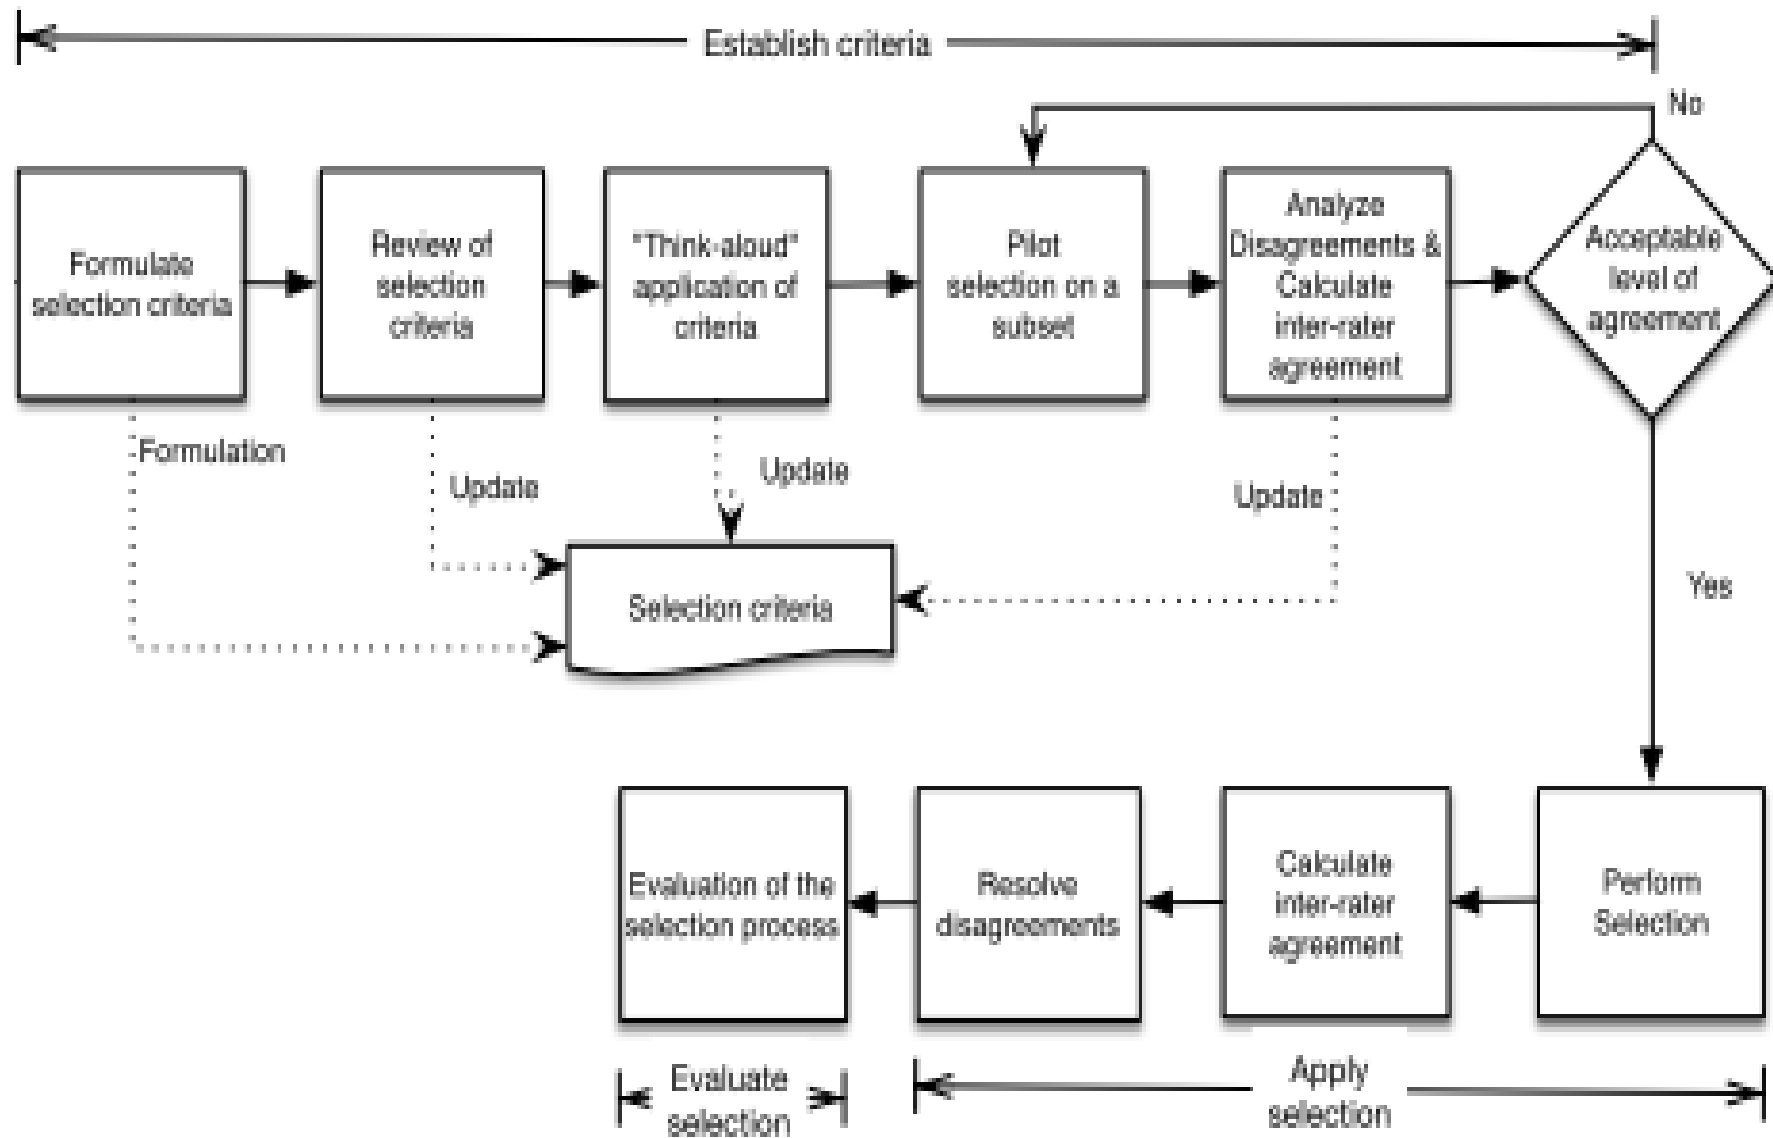 Establish criteria
No
Formulate
selection criteria
Review of
selection
criteria
"Think-aloud"
application of
criteria
Pilot
selection on a
subset
Analyze
Disagreements &
Calculate
inter-rater
agreement
Acceptable
level of
agreement
Formulation
Update
Update
Update
Selection criteria
Yes
Evaluation of the
selection process
Resolve
disagreements
Calculate
inter-rater
agreement
Perform
Selection
Evaluate
selection
Apply
selection